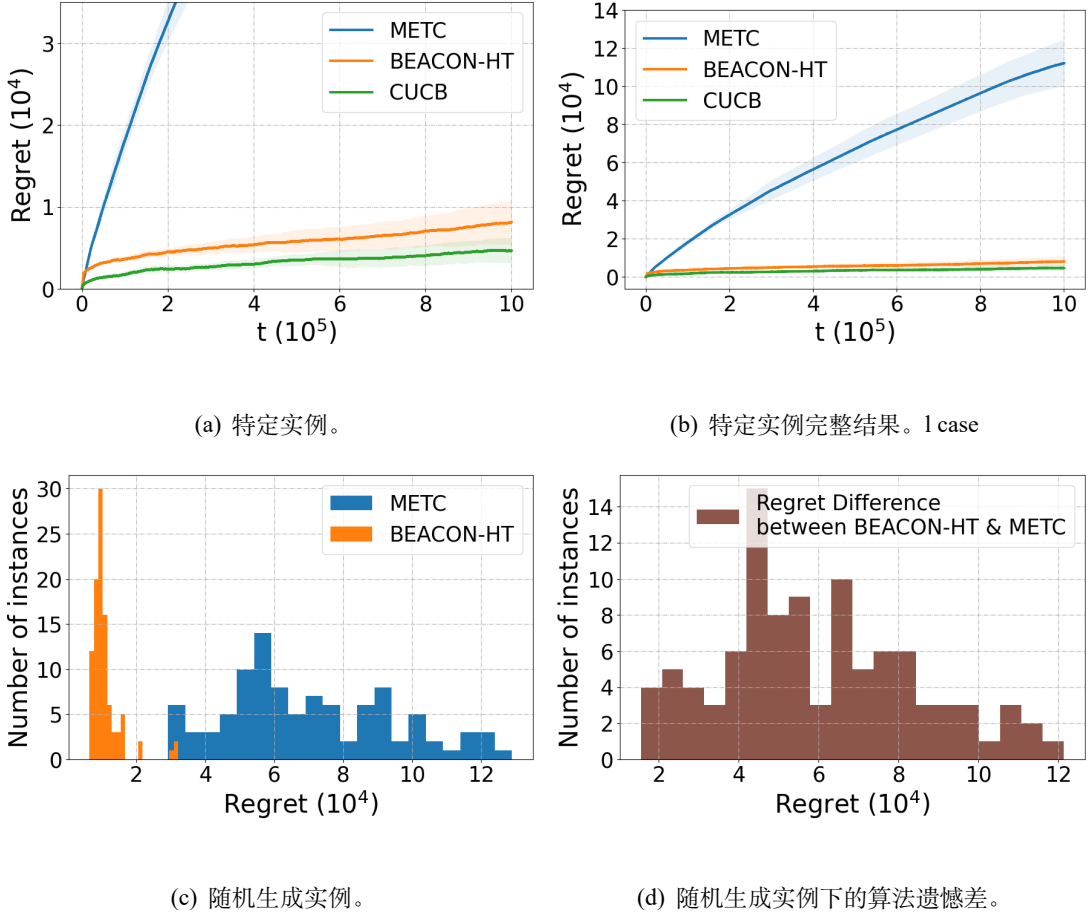 METC
BEACON-HT
CUCB
Regret (10⁴)
3
2
1
0
0 2 4 6 8 10
t (10⁵)
(a) 特定实例。
METC
BEACON-HT
CUCB
Regret (10⁴)
14
12
10
8
6
4
2
0
0 2 4 6 8 10
t (10⁵)
(b) 特定实例完整结果。l case
METC
BEACON-HT
Number of instances
30
25
20
15
10
5
0
2 4 6 8 10 12
Regret (10⁴)
(c) 随机生成实例。
Regret Difference
between BEACON-HT & METC
Number of instances
14
12
10
8
6
4
2
0
2 4 6 8 10 12
Regret (10⁴)
(d) 随机生成实例下的算法遗憾差。